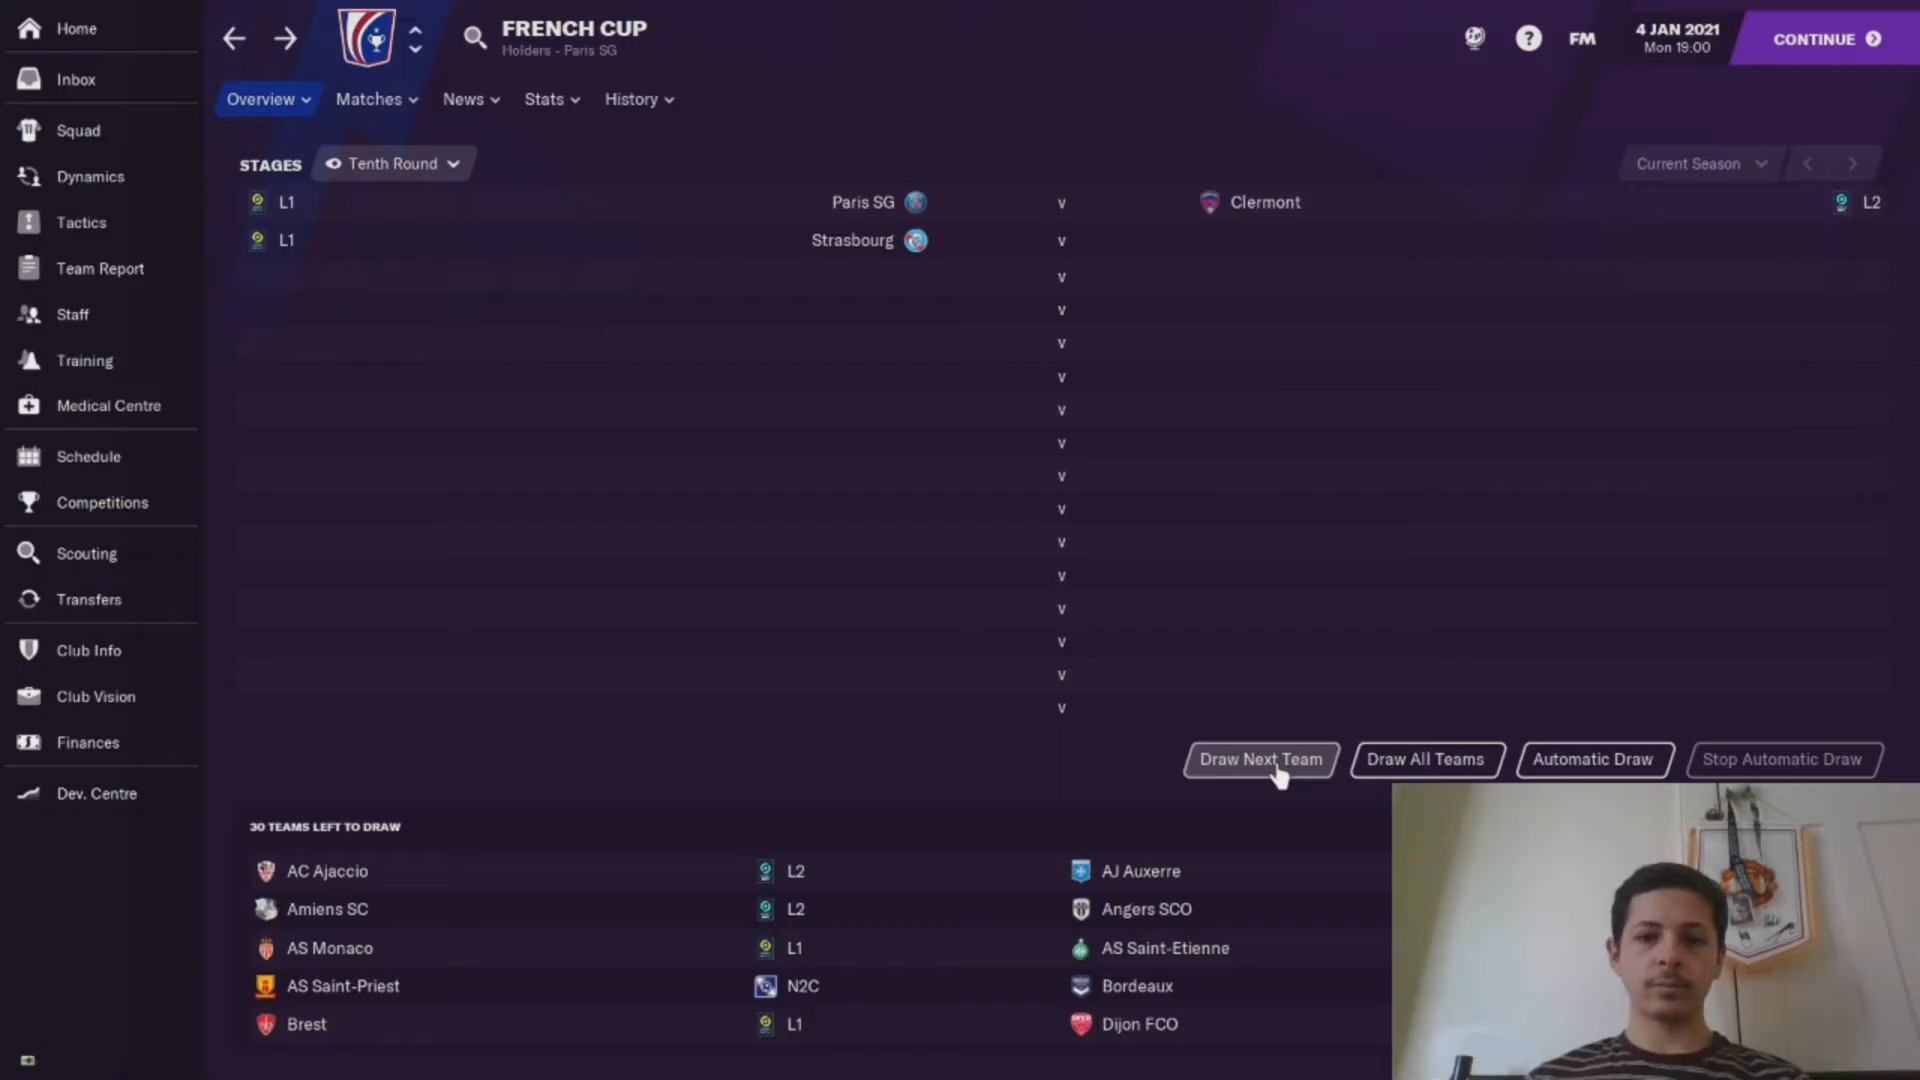 Home
Inbox
Squad
Dynamics
Tactics
Team Report
Staff
Training
Medical Centre
Schedule
Competitions
Scouting
Transfers
Club Info
Club Vision
Finances
Dev. Centre
FRENCH CUP
Holders - Paris SG
? FM
4 JAN 2021
Mon 19:00
CONTINUE
Overview Matches News Stats History
STAGES Tenth Round Current Season
L1 Paris SG v Clermont L2
L1 Strasbourg v
v
v
v
v
v
v
v
v
v
v
v
v
v
v
Draw Next Team Draw All Teams Automatic Draw Stop Automatic Draw
30 TEAMS LEFT TO DRAW
AC Ajaccio L2 AJ Auxerre
Amiens SC L2 Angers SCO
AS Monaco L1 AS Saint-Etienne
AS Saint-Priest N2C Bordeaux
Brest L1 Dijon FCO